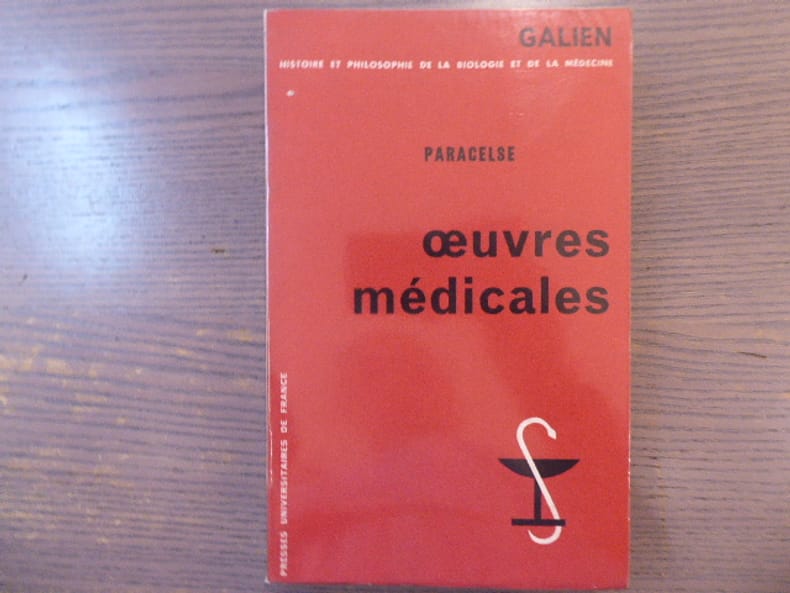 GALIEN
HISTOIRE ET PHILOSOPHIE DE LA BIOLOGIE ET DE LA MÉDECINE
PARACELSE
œuvres
médicales
PRESSES UNIVERSITAIRES DE FRANCE